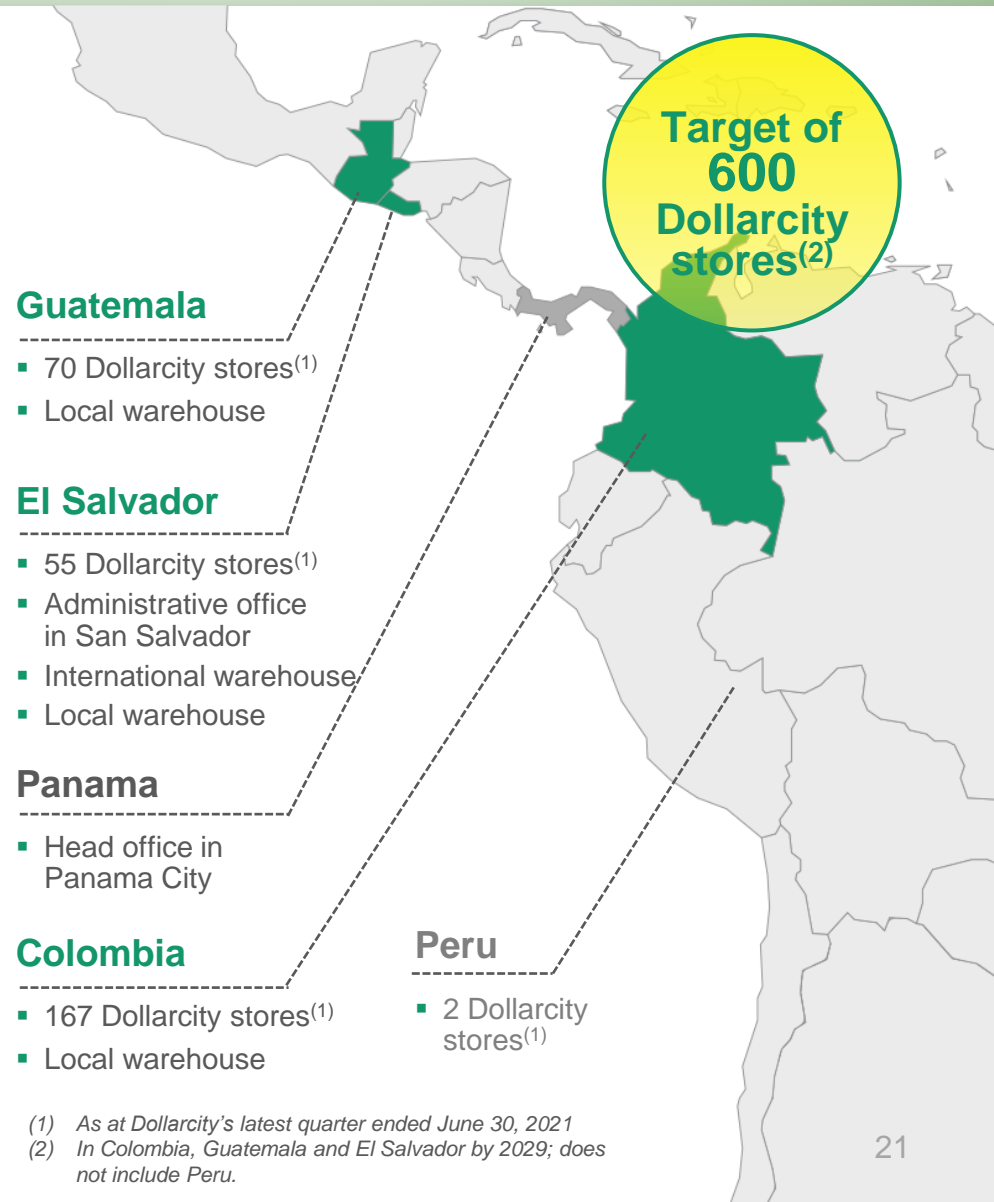 Target of
600
Dollarcity
stores(2)
Guatemala
▪ 70 Dollarcity stores(1)
▪ Local warehouse
El Salvador
▪ 55 Dollarcity stores(1)
▪ Administrative office
in San Salvador
▪ International warehouse
▪ Local warehouse
Panama
▪ Head office in
Panama City
Colombia
▪ 167 Dollarcity stores(1)
▪ Local warehouse
Peru
▪ 2 Dollarcity
stores(1)
(1) As at Dollarcity's latest quarter ended June 30, 2021
(2) In Colombia, Guatemala and El Salvador by 2029; does
not include Peru.
21